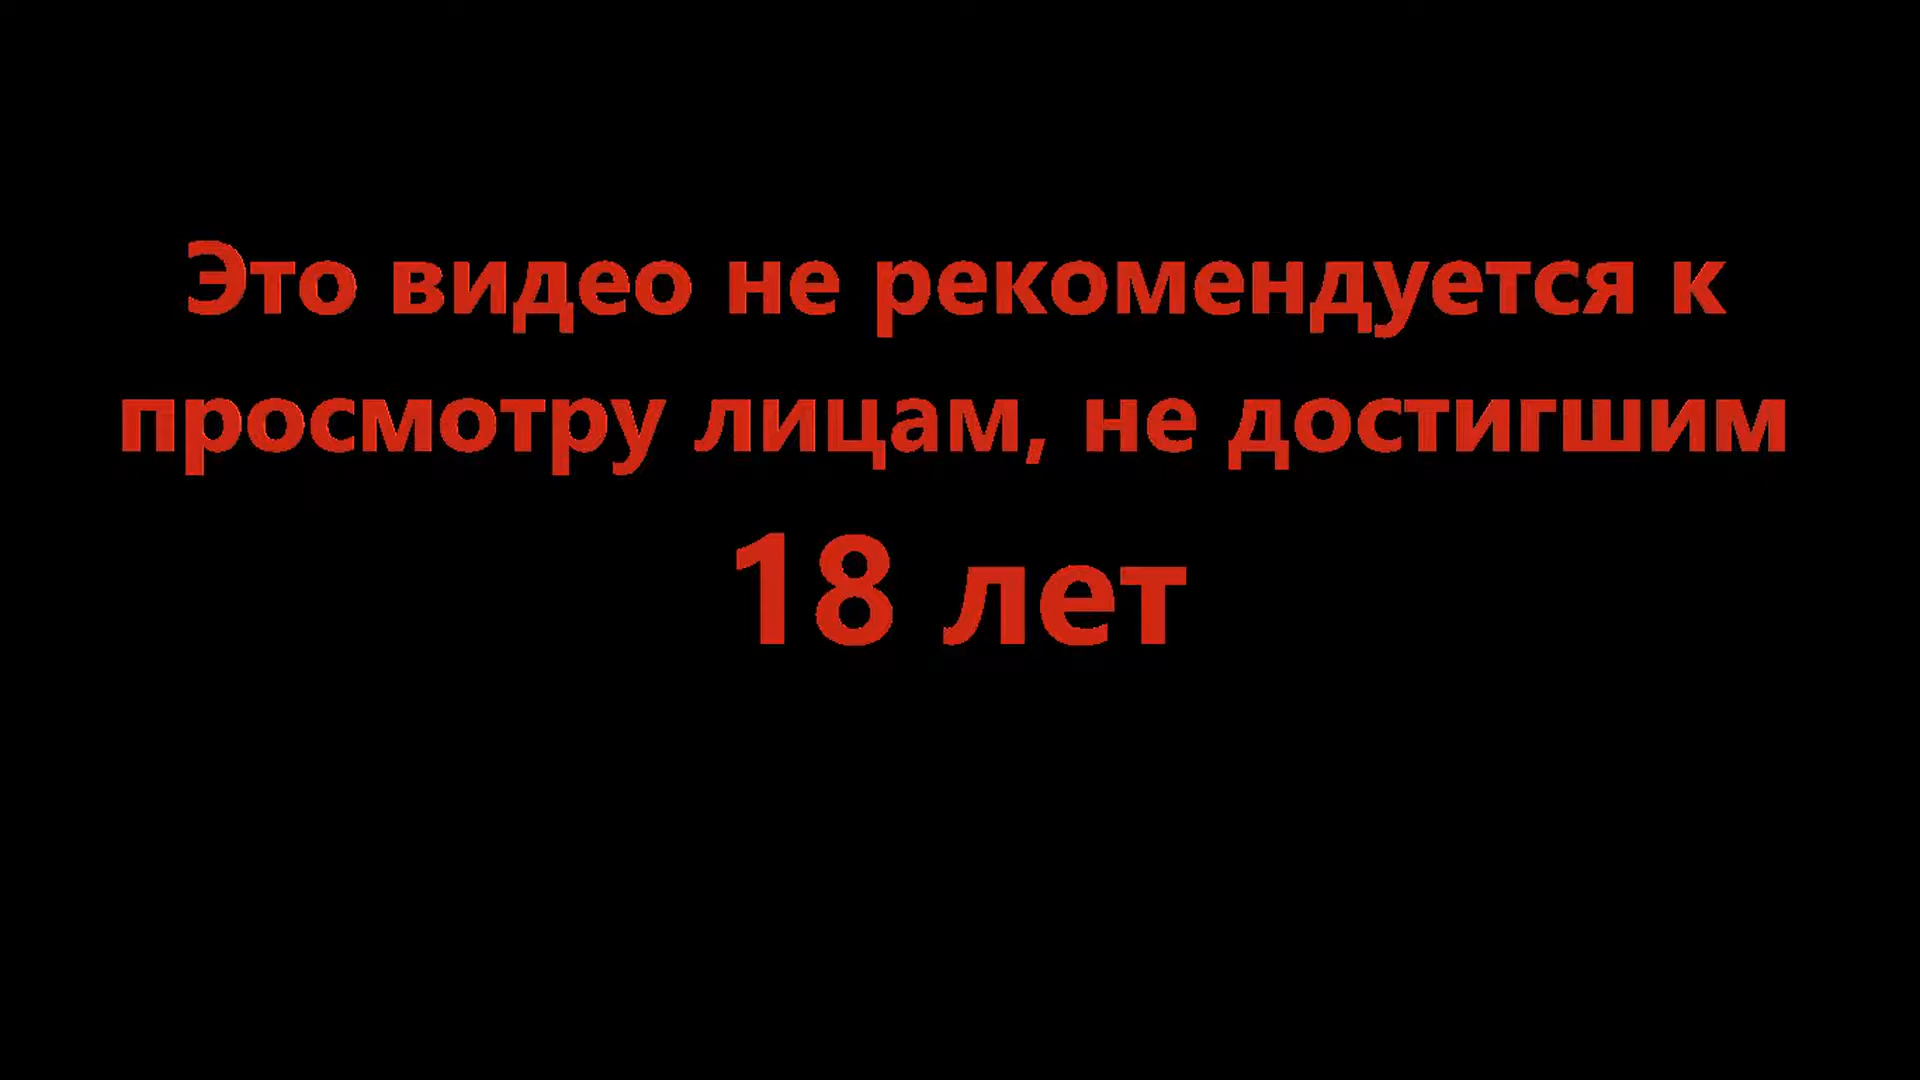 Это видео не рекомендуется к
просмотру лицам, не достигшим
18 лет